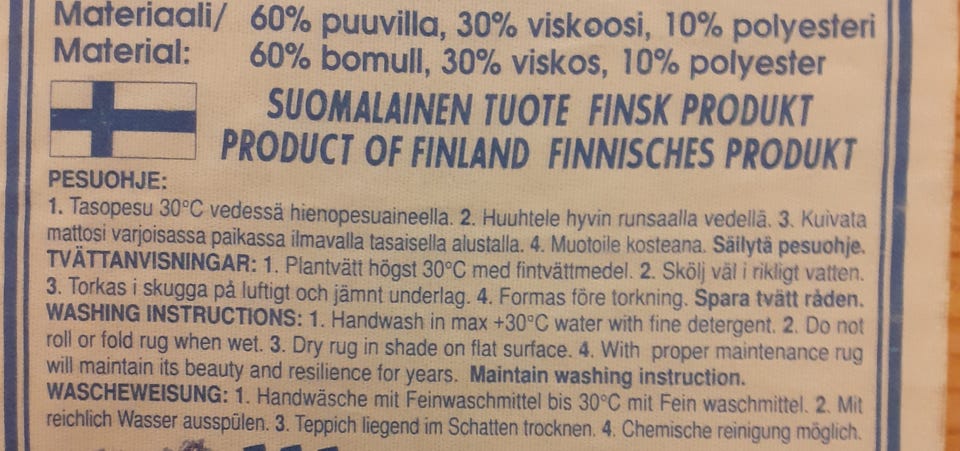 Materiaali/ 60% puuvilla, 30% viskoosi, 10% polyesteri
Material: 60% bomull, 30% viskos, 10% polyester
SUOMALAINEN TUOTE FINSK PRODUKT
PRODUCT OF FINLAND FINNISCHES PRODUKT
PESUOHJE:
1. Tasopesu 30°C vedessä hienopesuaineella. 2. Huuhtele hyvin runsaalla vedellä. 3. Kuivata
mattosi varjoisassa paikassa ilmavalla tasaisella alustalla. 4. Muotoile kosteana. Säilytä pesuohje.
TVÄTTANVISNINGAR: 1. Plantvätt högst 30°C med fintvättmedel. 2. Skölj väl i rikligt vatten.
3. Torkas i skugga på luftigt och jämnt underlag. 4. Formas före torkning. Spara tvätt råden.
WASHING INSTRUCTIONS: 1. Handwash in max +30°C water with fine detergent. 2. Do not
roll or fold rug when wet. 3. Dry rug in shade on flat surface. 4. With proper maintenance rug
will maintain its beauty and resilience for years. Maintain washing instruction.
WASCHEWEISUNG: 1. Handwäsche mit Feinwaschmittel bis 30°C mit Fein waschmittel. 2. Mit
reichlich Wasser ausspülen. 3. Teppich liegend im Schatten trocknen. 4. Chemische reinigung möglich.